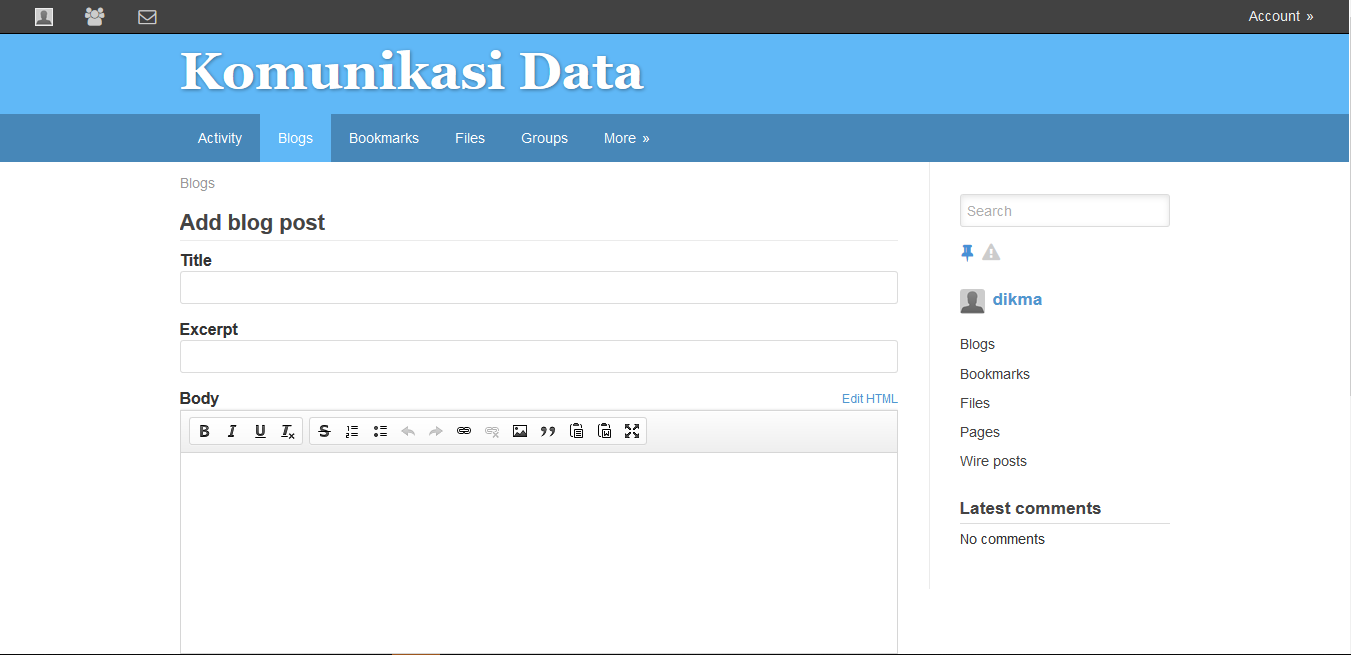 Account »
Komunikasi Data
Activity Blogs Bookmarks Files Groups More »
Blogs
Add blog post
Title
Excerpt
Body Edit HTML
Search
dikma
Blogs
Bookmarks
Files
Pages
Wire posts
Latest comments
No comments